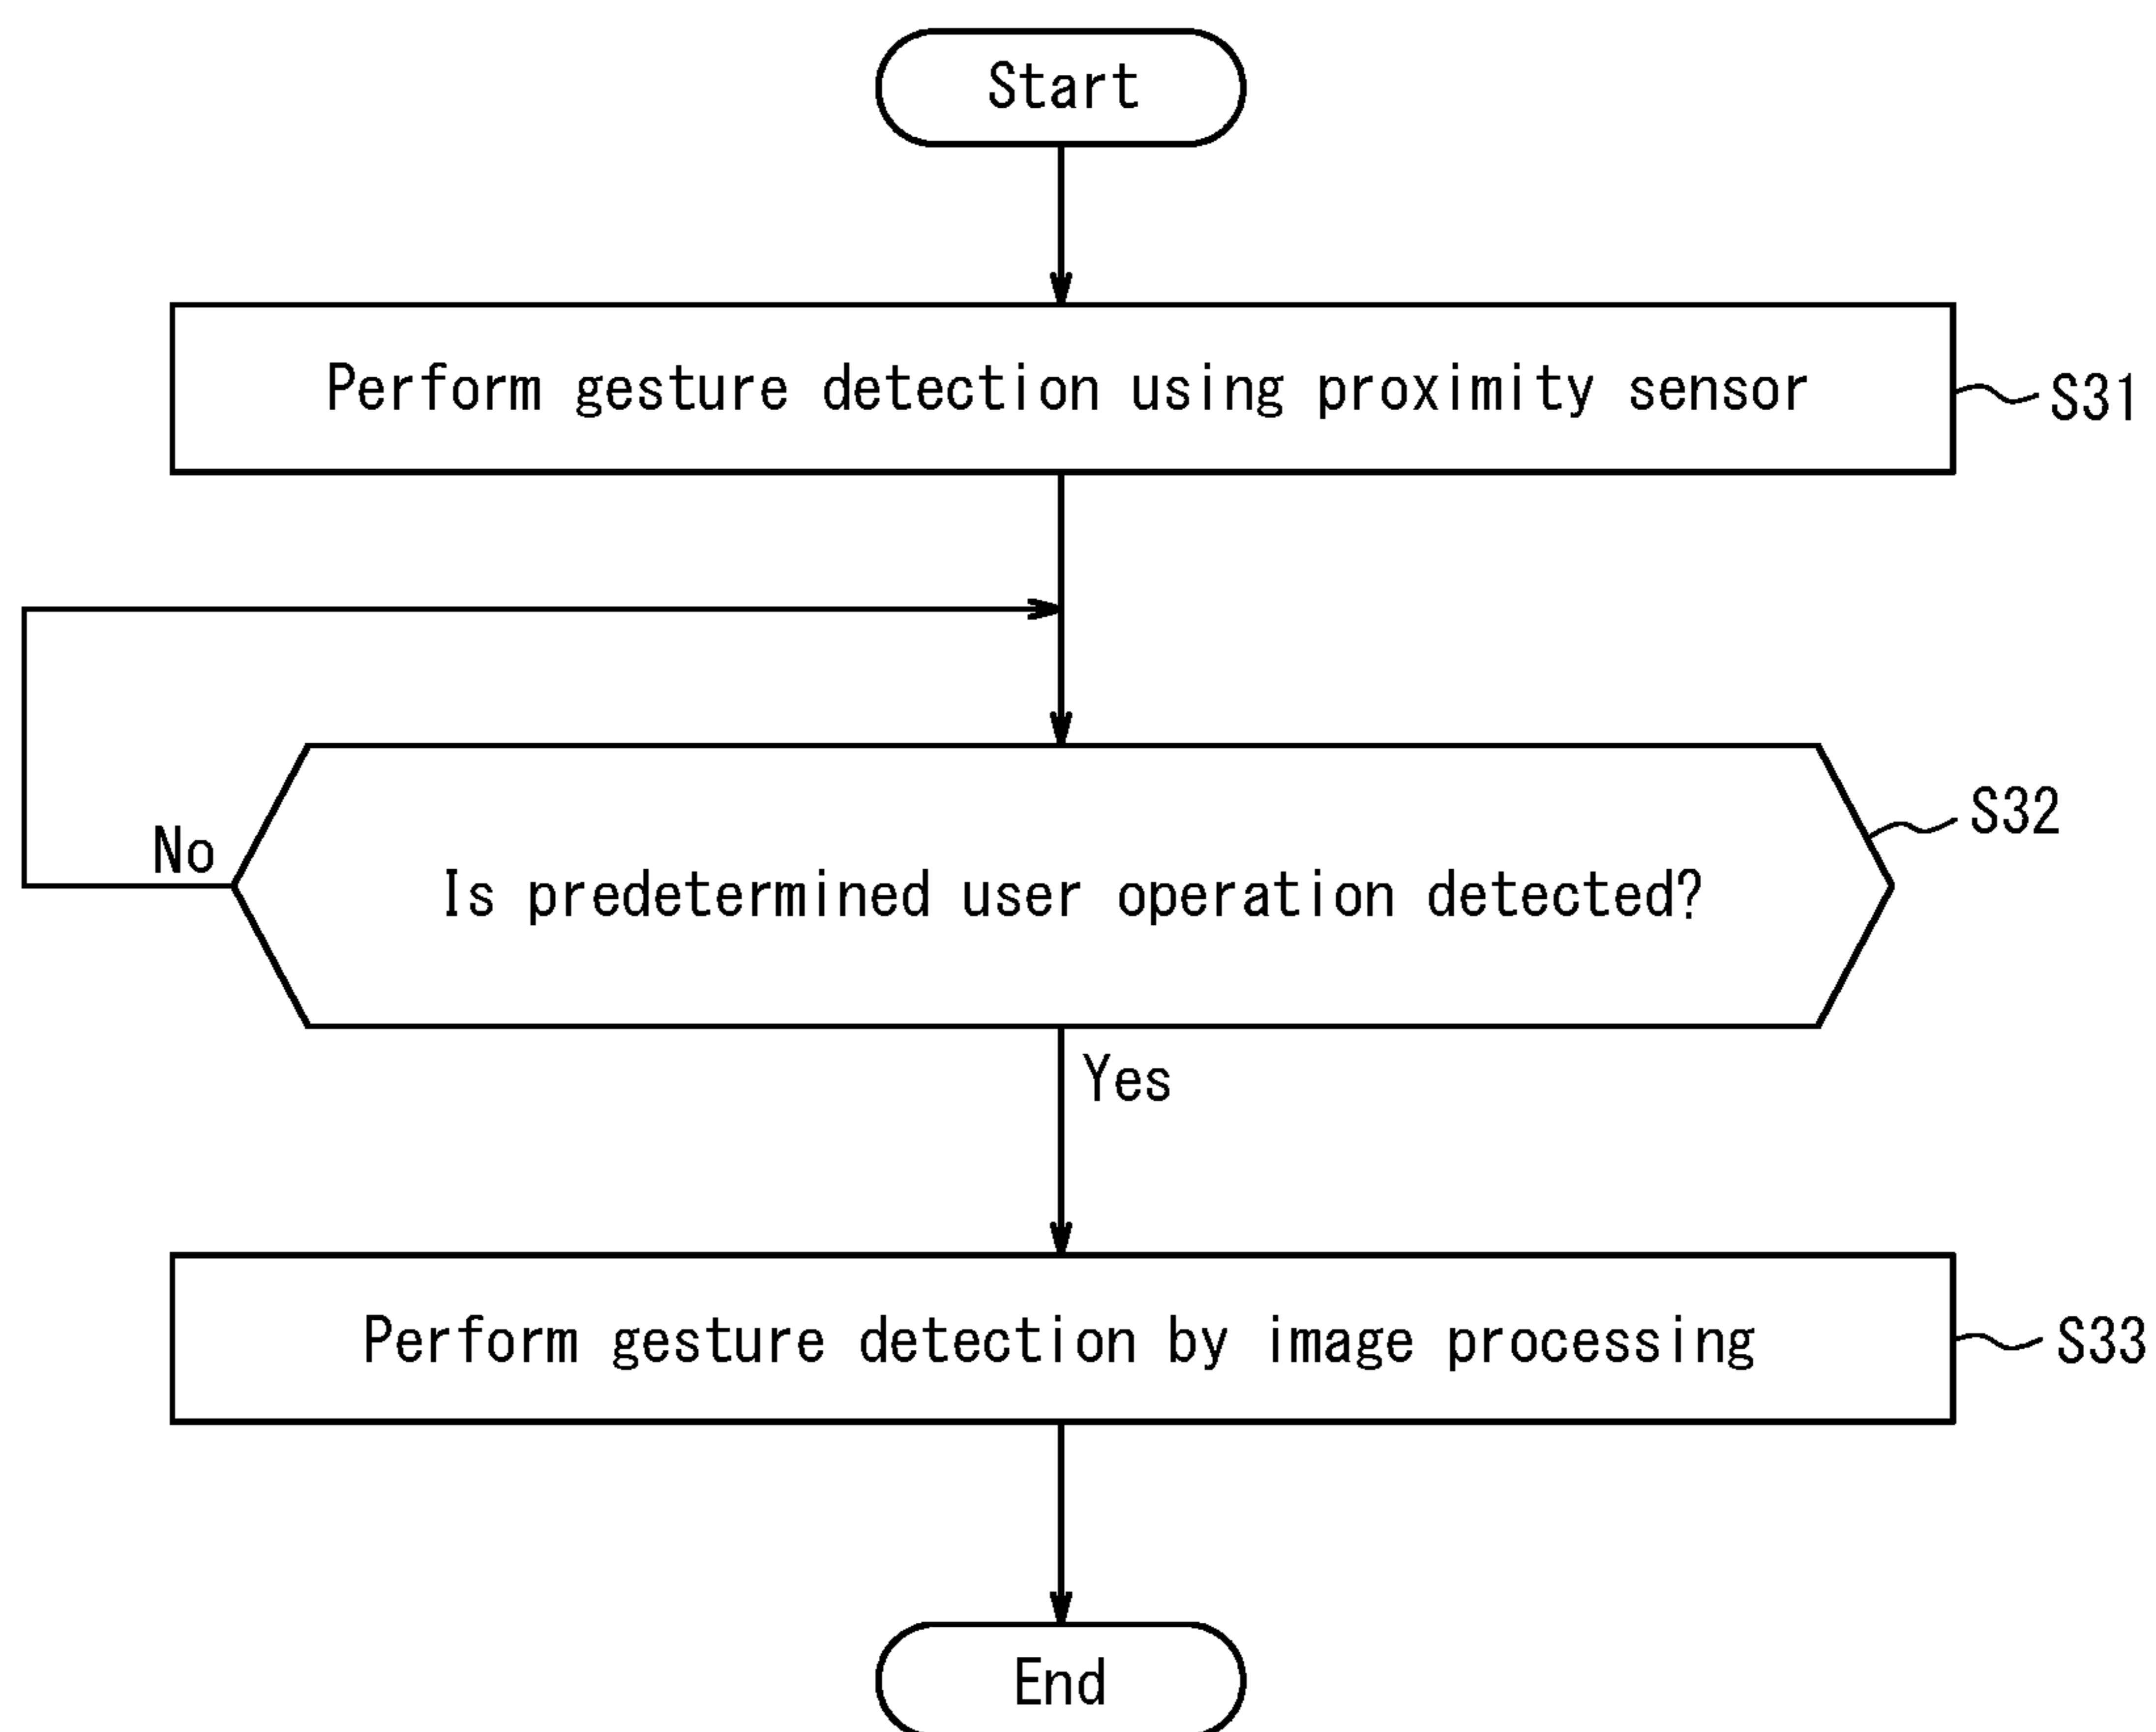 Start
Perform gesture detection using proximity sensor
S31
No
S32
Is predetermined user operation detected?
Yes
Perform gesture detection by image processing
S33
End